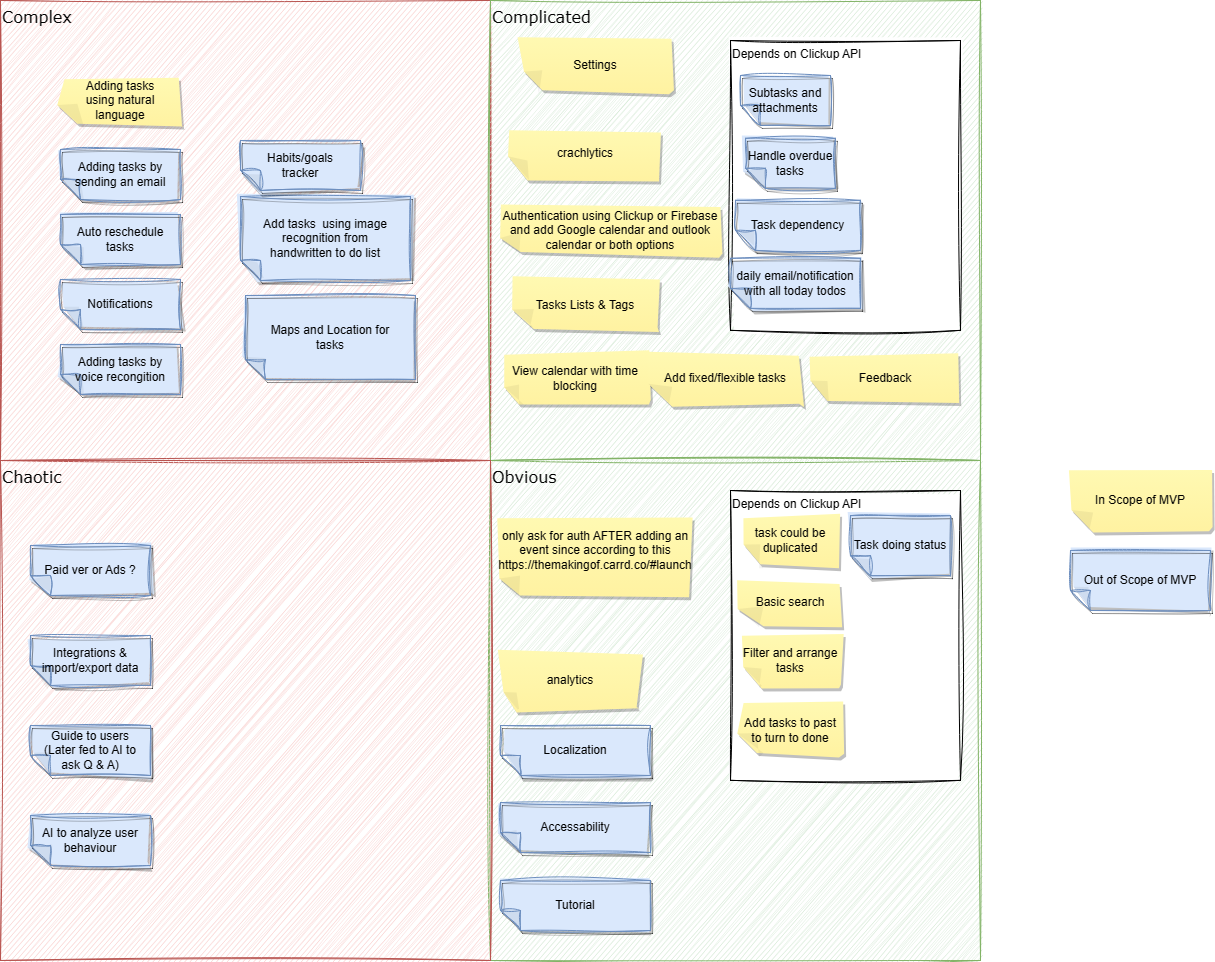 Complex
Adding tasks
using natural
language
Adding tasks by
sending an email
Auto reschedule
tasks
Notifications
Adding tasks by
voice recongition
Habits/goals
tracker
Add tasks  using image
recognition from
handwritten to do list
Maps and Location for
tasks
Complicated
Settings
crachlytics
Authentication using Clickup or Firebase
and add Google calendar and outlook
calendar or both options
Tasks Lists & Tags
View calendar with time
blocking
Add fixed/flexible tasks
Feedback
Depends on Clickup API
Subtasks and
attachments
Handle overdue
tasks
Task dependency
daily email/notification
with all today todos
Chaotic
Paid ver or Ads ?
Integrations &
import/export data
Guide to users
(Later fed to AI to
ask Q & A)
AI to analyze user
behaviour
Obvious
only ask for auth AFTER adding an
event since according to this
https://themakingof.carrd.co/#launch
analytics
Localization
Accessability
Tutorial
Depends on Clickup API
task could be
duplicated
Task doing status
Basic search
Filter and arrange
tasks
Add tasks to past
to turn to done
In Scope of MVP
Out of Scope of MVP